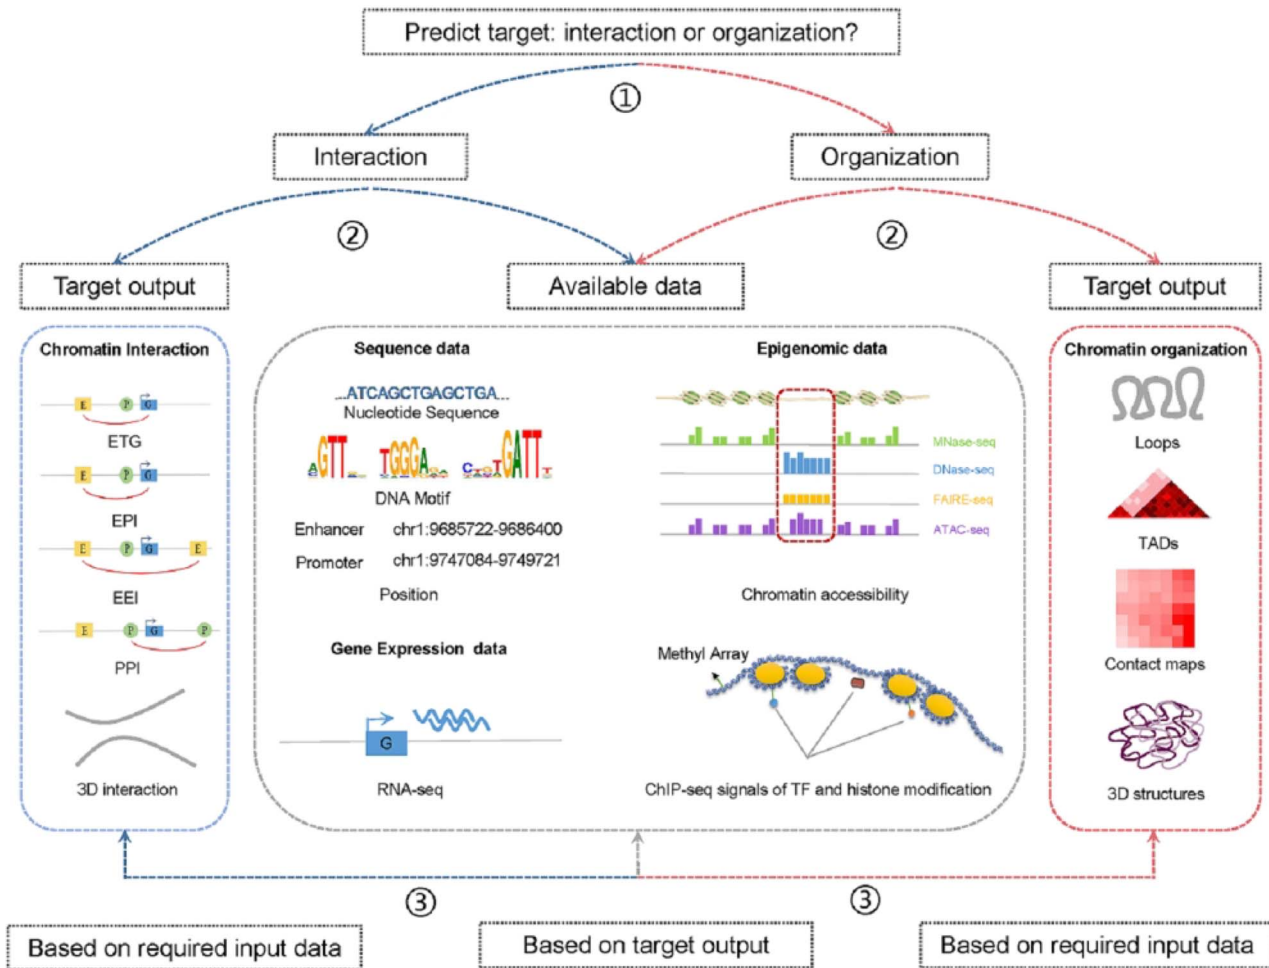 Predict target: interaction or organization?
①
Interaction
Organization
②
②
Target output
Available data
Target output
Chromatin Interaction
E P G
ETG
E P G
EPI
E P G E
EEI
E P G P
PPI
3D interaction
Sequence data
...ATCAGCTGAGCTGA...
Nucleotide Sequence
GTT TGGGA GATT
DNA Motif
Enhancer chr1:9685722-9686400
Promoter chr1:9747084-9749721
Position
Gene Expression data
G
RNA-seq
Epigenomic data
MNase-seq
DNase-seq
FAIRE-seq
ATAC-seq
Chromatin accessibility
Methyl Array
ChIP-seq signals of TF and histone modification
Chromatin organization
Loops
TADs
Contact maps
3D structures
③
③
Based on required input data
Based on target output
Based on required input data